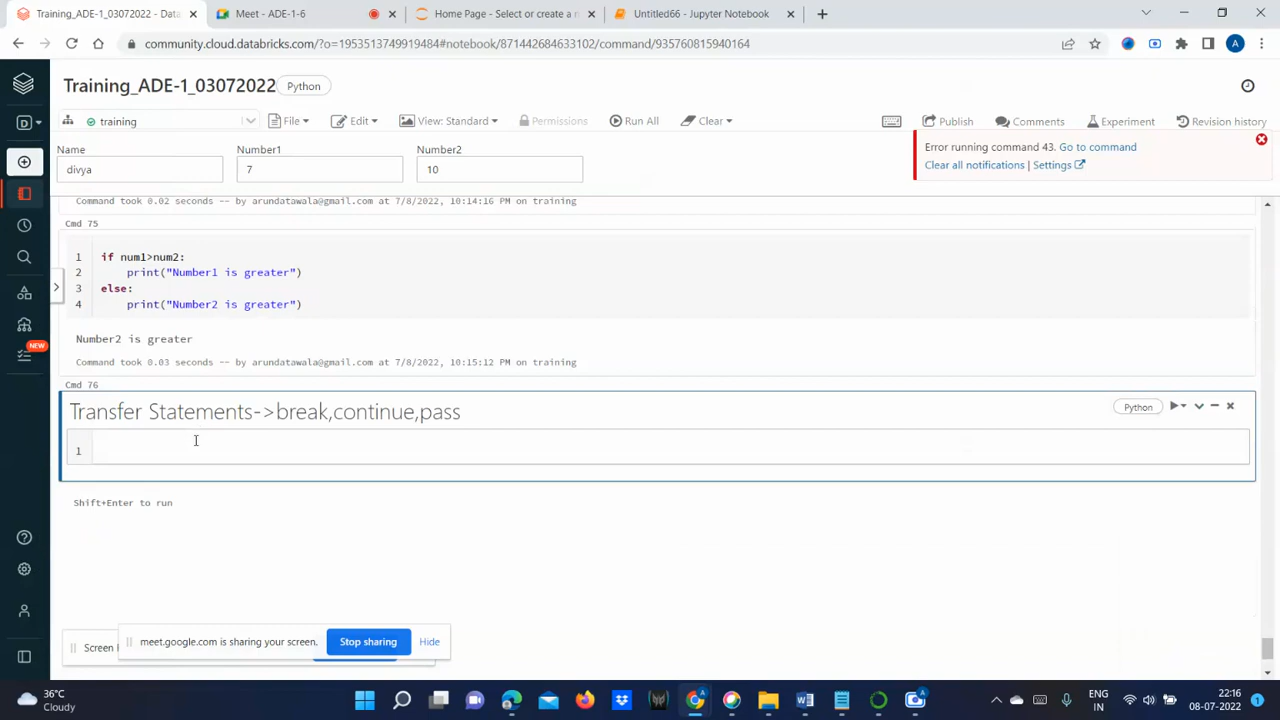 Training_ADE-1_03072022 - Data
Meet - ADE-1-6
Home Page - Select or create a n
Untitled66 - Jupyter Notebook
community.cloud.databricks.com/?o=1953513749919484#notebook/871442684633102/command/935760815940164
A
Training_ADE-1_03072022
Python
D
training
File
Edit
View: Standard
Permissions
Run All
Clear
Publish
Comments
Experiment
Revision history
Error running command 43. Go to command
Clear all notifications | Settings
Name
Number1
Number2
divya
7
10
Command took 0.02 seconds -- by arundatawala@gmail.com at 7/8/2022, 10:14:16 PM on training
Cmd 75
1 if num1>num2:
2 print("Number1 is greater")
3 else:
4 print("Number2 is greater")
Number2 is greater
Command took 0.03 seconds -- by arundatawala@gmail.com at 7/8/2022, 10:15:12 PM on training
NEW
Cmd 76
Transfer Statements->break,continue,pass
Python
1
Shift+Enter to run
Screen
meet.google.com is sharing your screen.
Stop sharing
Hide
36°C
Cloudy
ENG
IN
22:16
08-07-2022
1